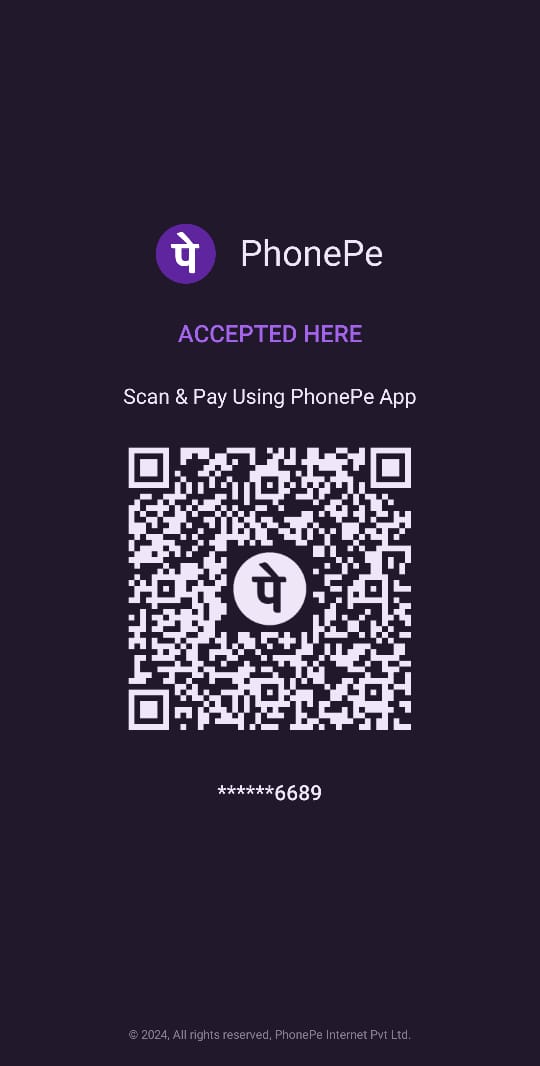 पे PhonePe
ACCEPTED HERE
Scan & Pay Using PhonePe App
पे
******6689
© 2024, All rights reserved, PhonePe Internet Pvt Ltd.